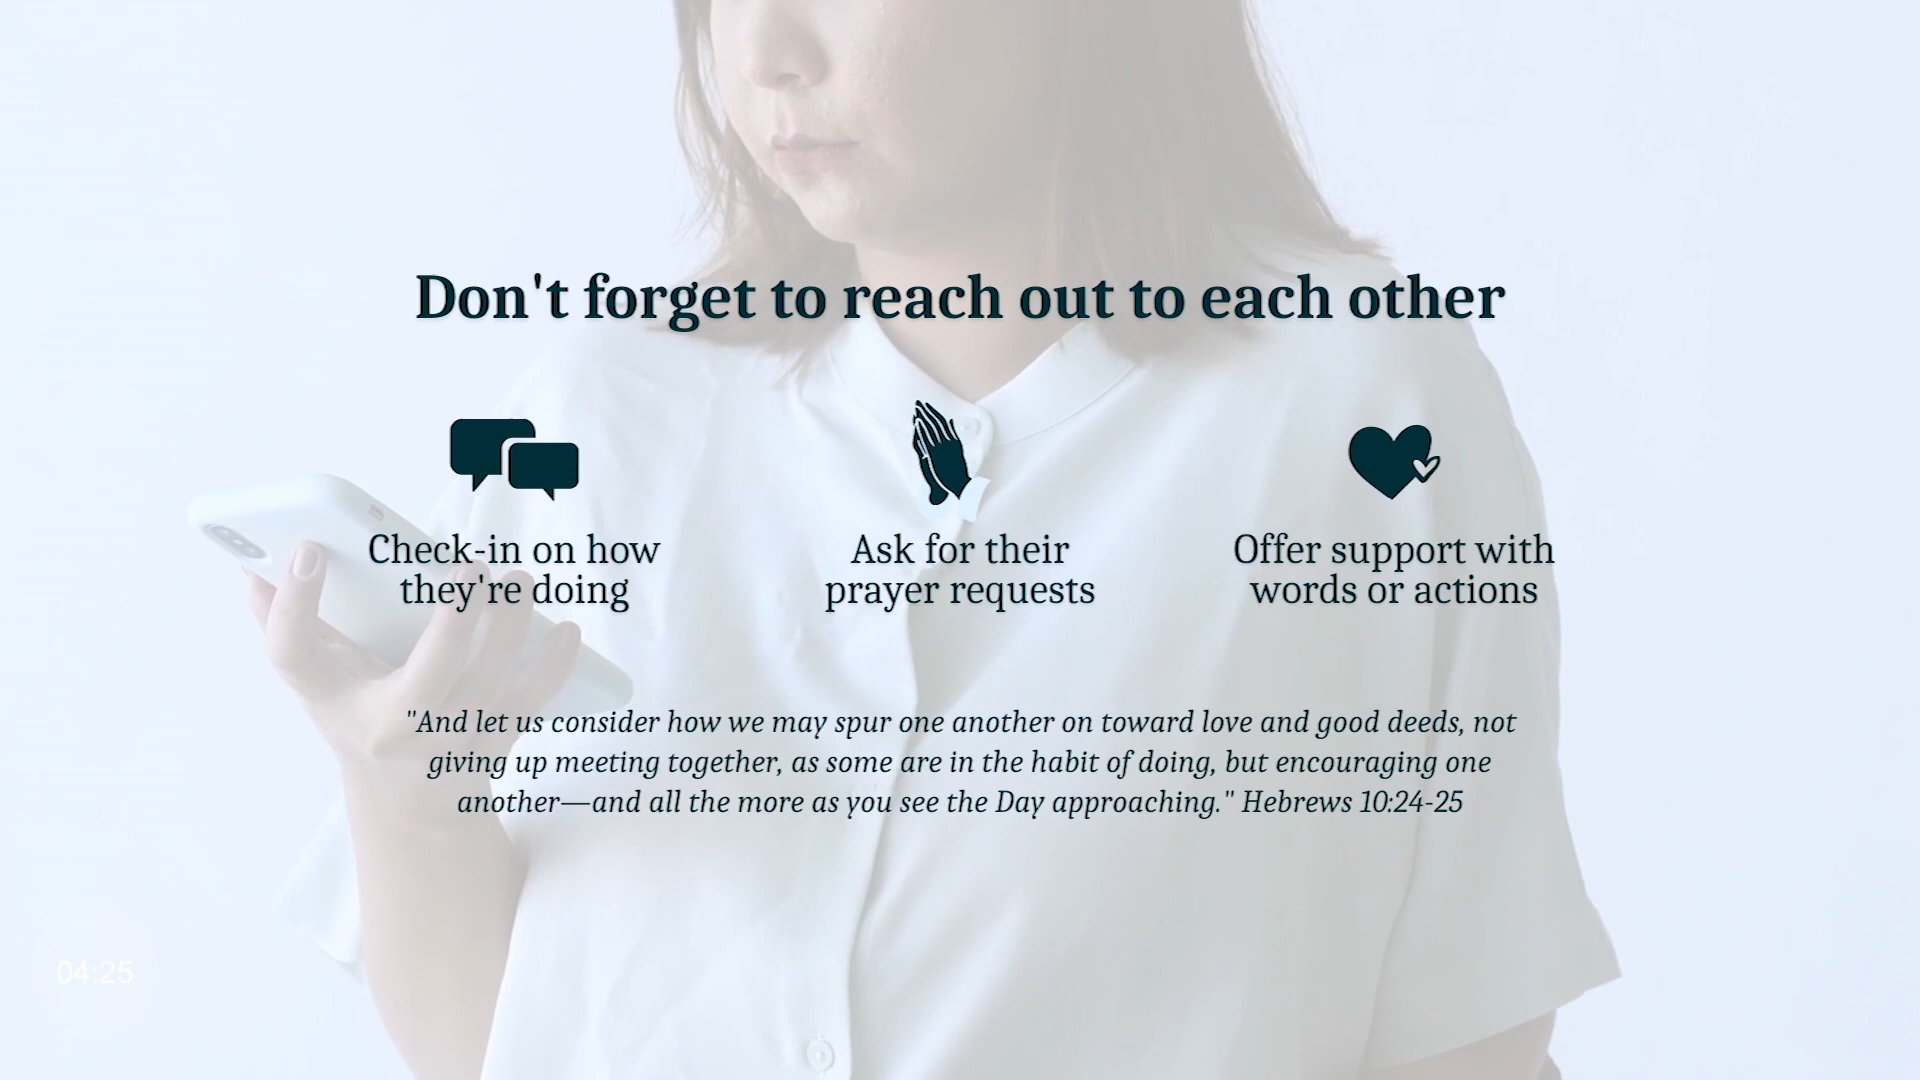 Don't forget to reach out to each other
Check-in on how
they're doing
Ask for their
prayer requests
Offer support with
words or actions
"And let us consider how we may spur one another on toward love and good deeds, not
giving up meeting together, as some are in the habit of doing, but encouraging one
another—and all the more as you see the Day approaching." Hebrews 10:24-25
04:25